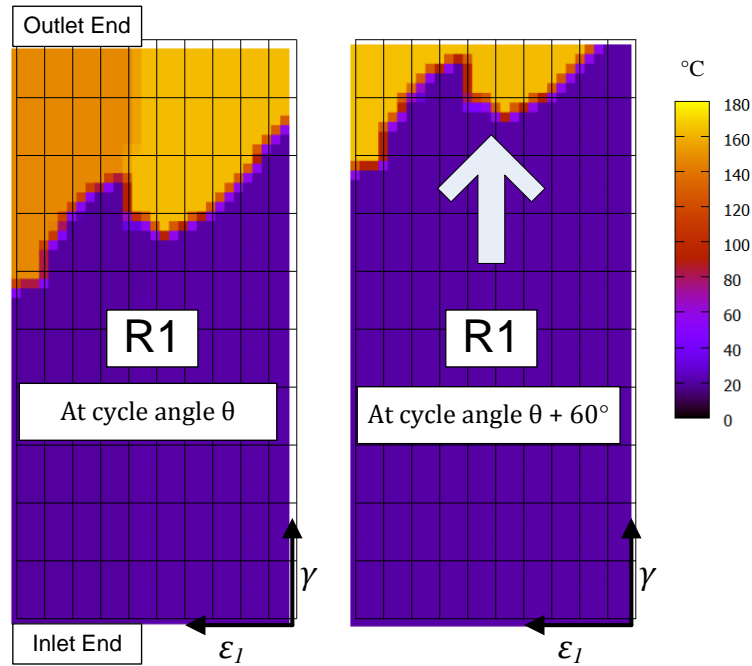 Outlet End
°C
180
160
140
120
100
80
60
40
20
0
R1
R1
At cycle angle θ
At cycle angle θ + 60°
γ
γ
Inlet End
ε1
ε1